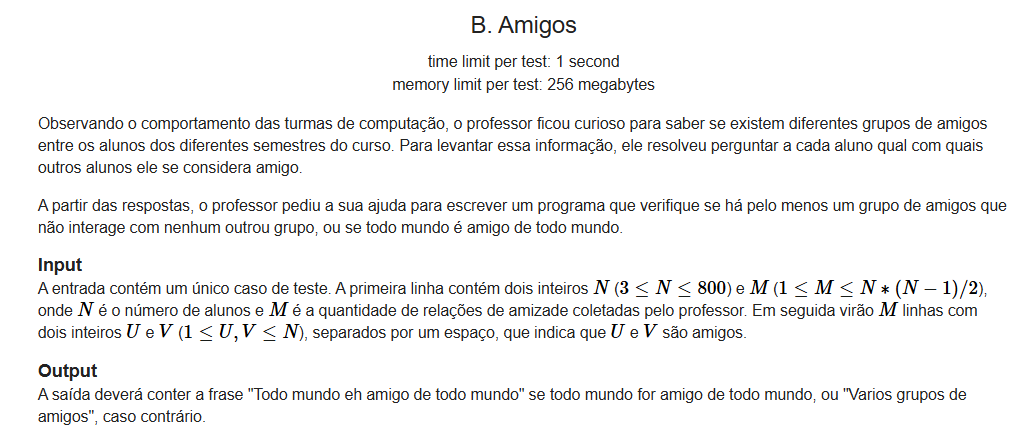 B. Amigos
time limit per test: 1 second
memory limit per test: 256 megabytes
Observando o comportamento das turmas de computação, o professor ficou curioso para saber se existem diferentes grupos de amigos
entre os alunos dos diferentes semestres do curso. Para levantar essa informação, ele resolveu perguntar a cada aluno qual com quais
outros alunos ele se considera amigo.
A partir das respostas, o professor pediu a sua ajuda para escrever um programa que verifique se há pelo menos um grupo de amigos que
não interage com nenhum outrou grupo, ou se todo mundo é amigo de todo mundo.
Input
A entrada contém um único caso de teste. A primeira linha contém dois inteiros N (3 ≤ N ≤ 800) e M (1 ≤ M ≤ N ∗ (N − 1)/2),
onde N é o número de alunos e M é a quantidade de relações de amizade coletadas pelo professor. Em seguida virão M linhas com
dois inteiros U e V (1 ≤ U, V ≤ N), separados por um espaço, que indica que U e V são amigos.
Output
A saída deverá conter a frase "Todo mundo eh amigo de todo mundo" se todo mundo for amigo de todo mundo, ou "Varios grupos de
amigos", caso contrário.